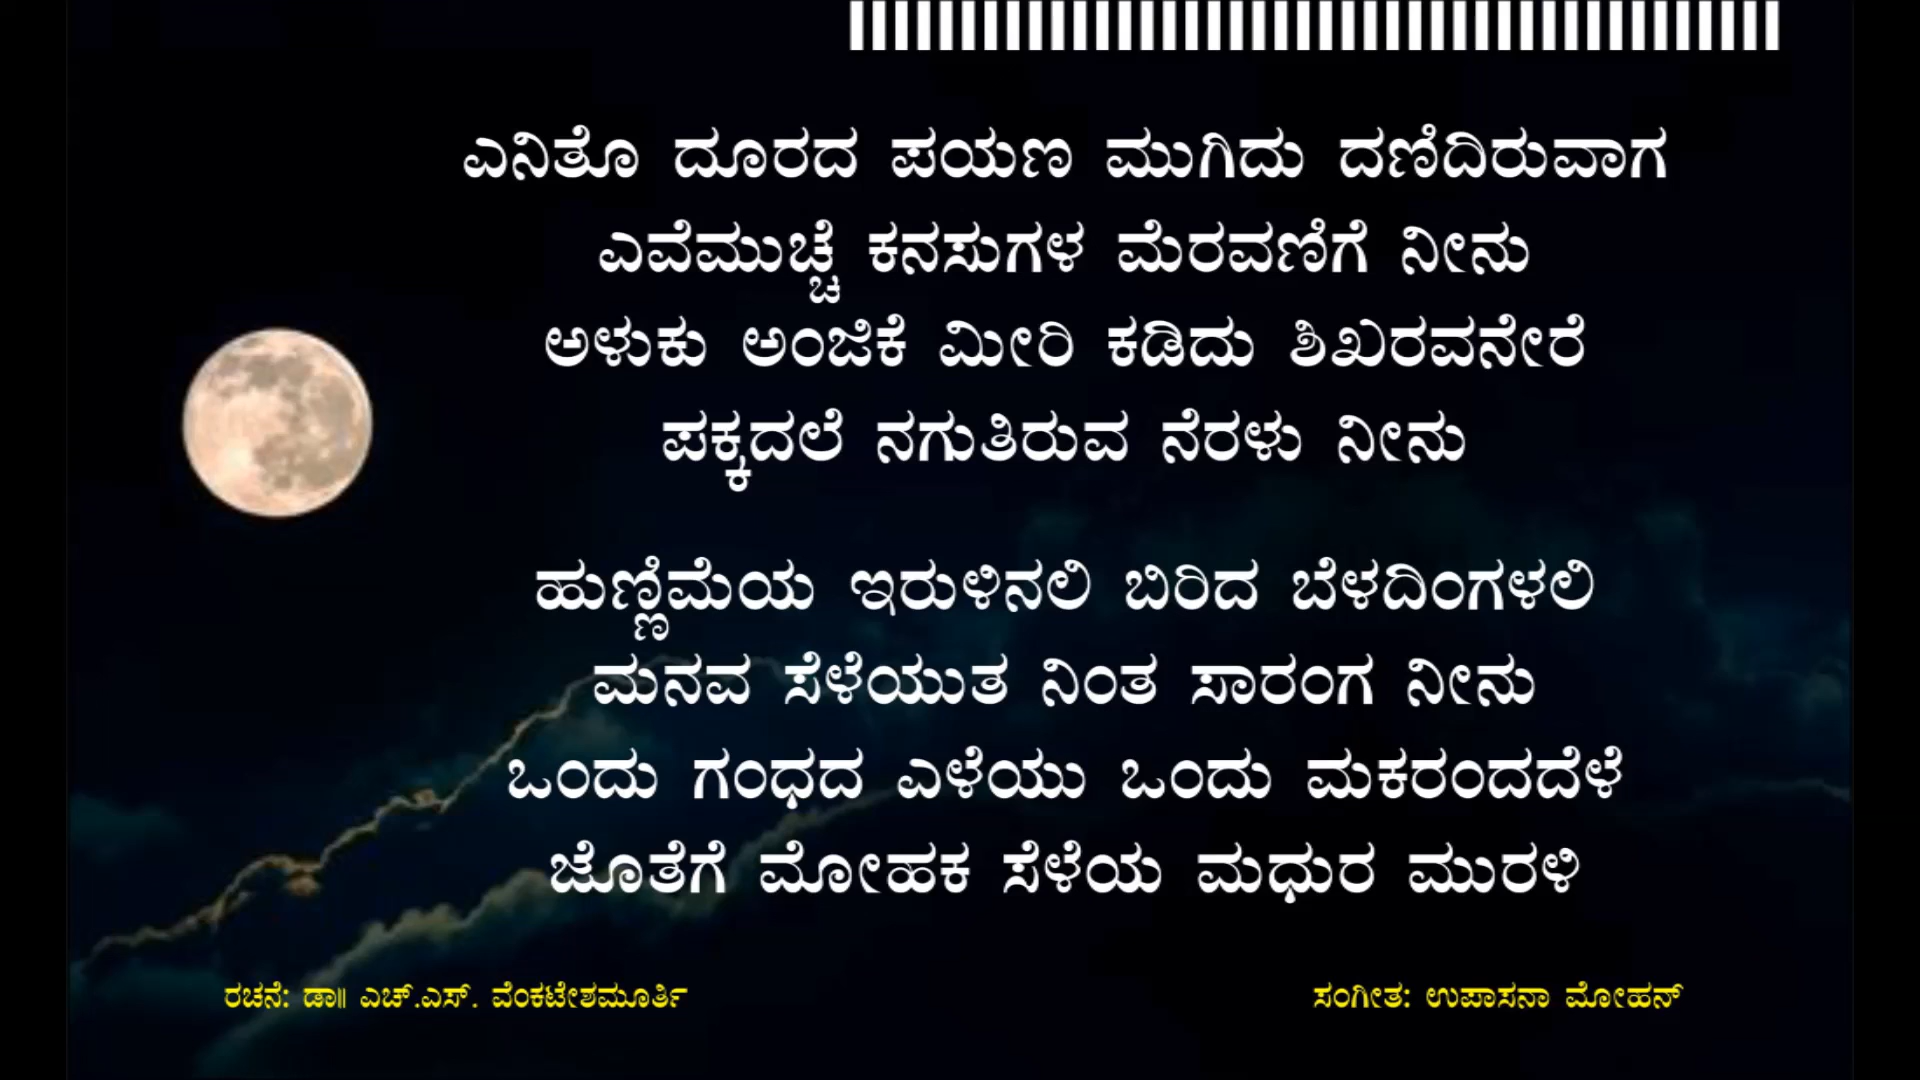 ಎನಿತೊ ದೂರದ ಪಯಣ ಮುಗಿದು ದಣಿದಿರುವಾಗ
ಎವೆಮುಚ್ಚೆ ಕನಸುಗಳ ಮೆರವಣಿಗೆ ನೀನು
ಅಳುಕು ಅಂಜಿಕೆ ಮೀರಿ ಕಡಿದು ಶಿಖರವನೇರೆ
ಪಕ್ಕದಲೆ ನಗುತಿರುವ ನೆರಳು ನೀನು
ಹುಣ್ಣಿಮೆಯ ಇರುಳಿನಲಿ ಬಿರಿದ ಬೆಳದಿಂಗಳಲಿ
ಮನವ ಸೆಳೆಯುತ ನಿಂತ ಸಾರಂಗ ನೀನು
ಒಂದು ಗಂಧದ ಎಳೆಯು ಒಂದು ಮಕರಂದದೆಳೆ
ಜೊತೆಗೆ ಮೋಹಕ ಸೆಳೆಯ ಮಧುರ ಮುರಳಿ
ರಚನೆ: ಡಾ॥ ಎಚ್.ಎಸ್. ವೆಂಕಟೇಶಮೂರ್ತಿ
ಸಂಗೀತ: ಉಪಾಸನಾ ಮೋಹನ್